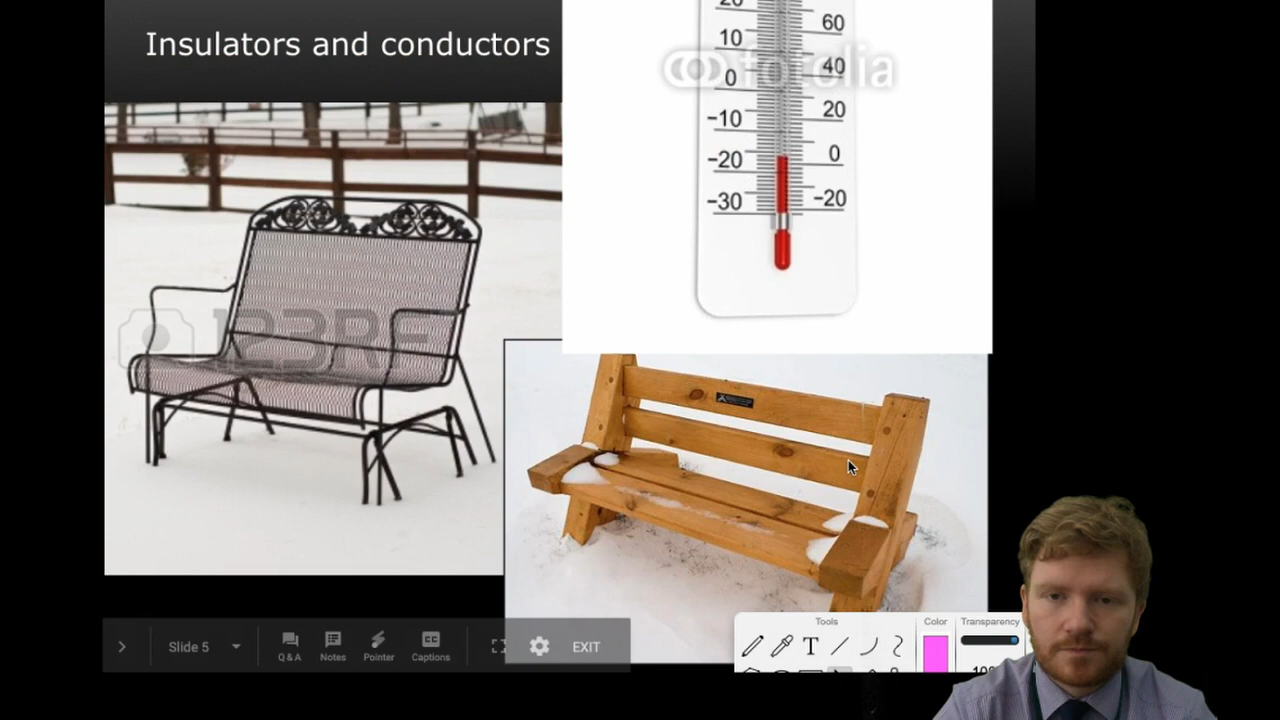 Insulators and conductors
20
10
0
−10
−20
−30
60
40
20
0
−20
fotolia
123RF
Slide 5
Q & A
Notes
Pointer
CC
Captions
EXIT
Tools
T
Color
Transparency